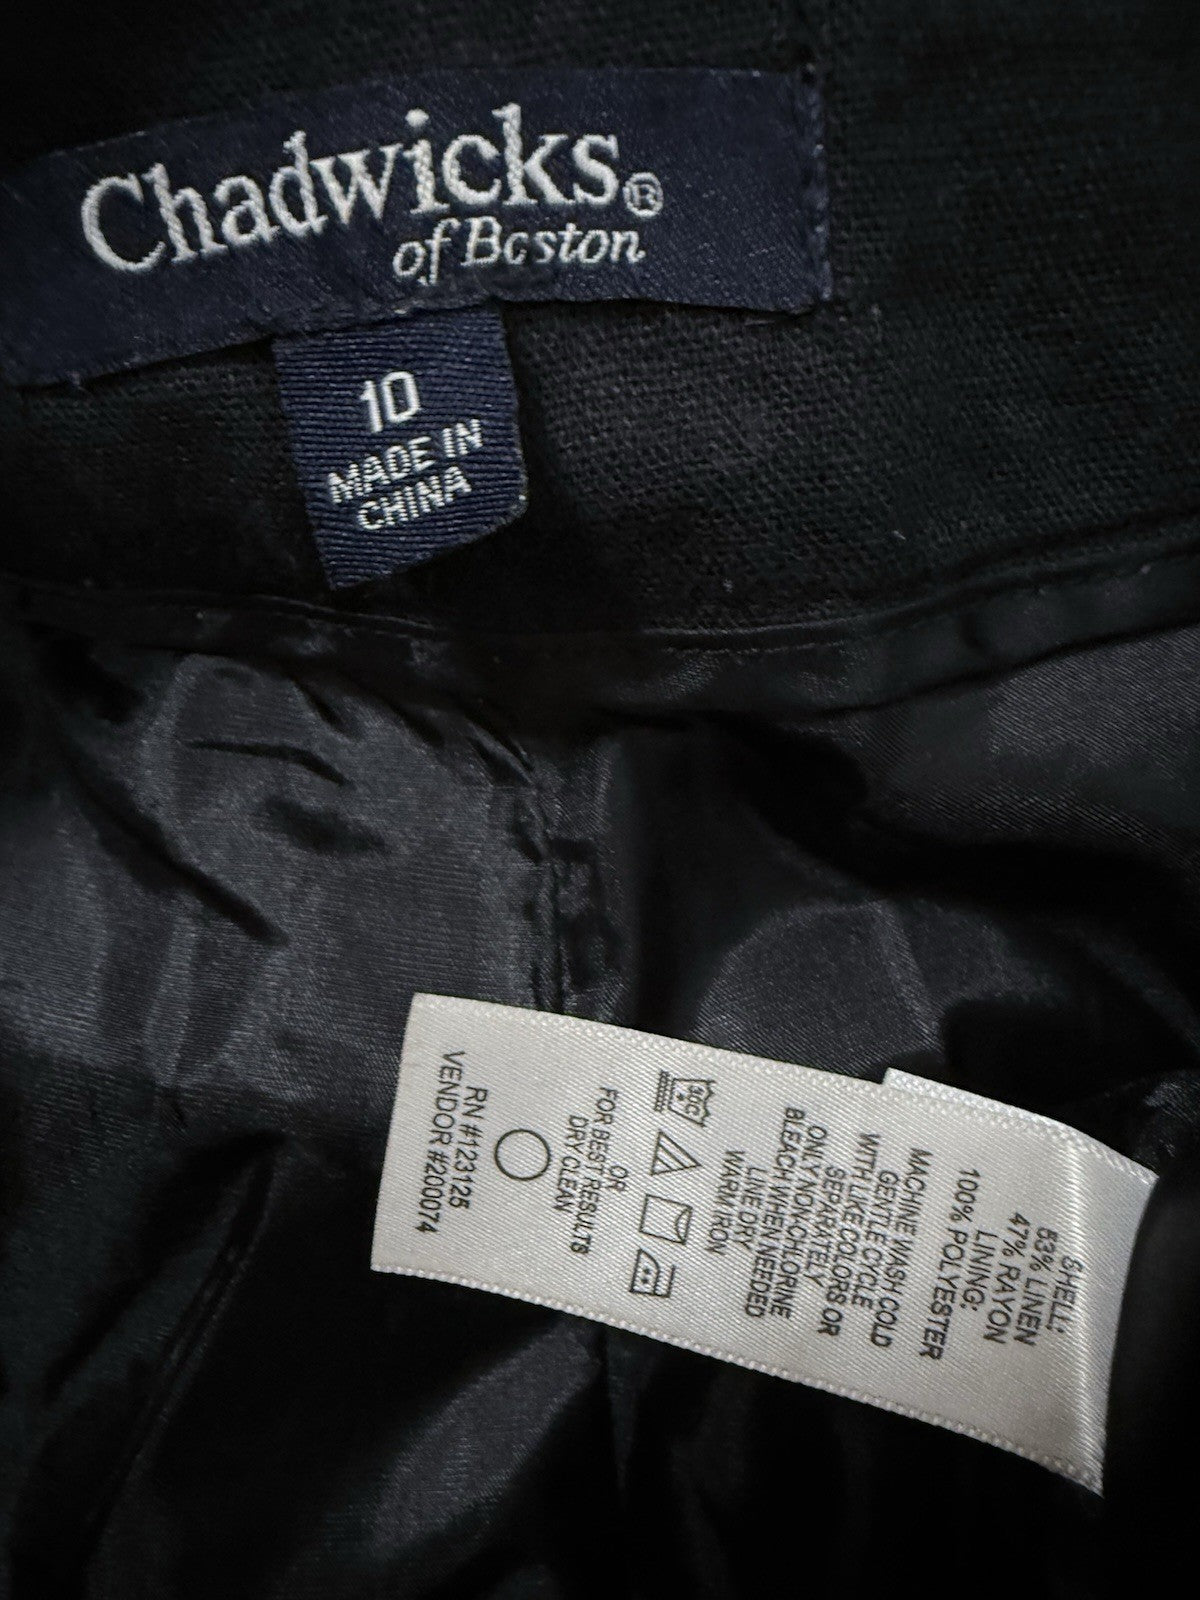 Chadwicks®
of Boston
10
MADE IN
CHINA
SHELL:
53% LINEN
47% RAYON
LINING:
100% POLYESTER
MACHINE WASH COLD
GENTLE CYCLE
WITH LIKE COLORS OR
SEPARATELY
ONLY NON-CHLORINE
BLEACH WHEN NEEDED
LINE DRY
WARM IRON
30C
OR
FOR BEST RESULTS
DRY CLEAN
RN #123125
VENDOR #200074